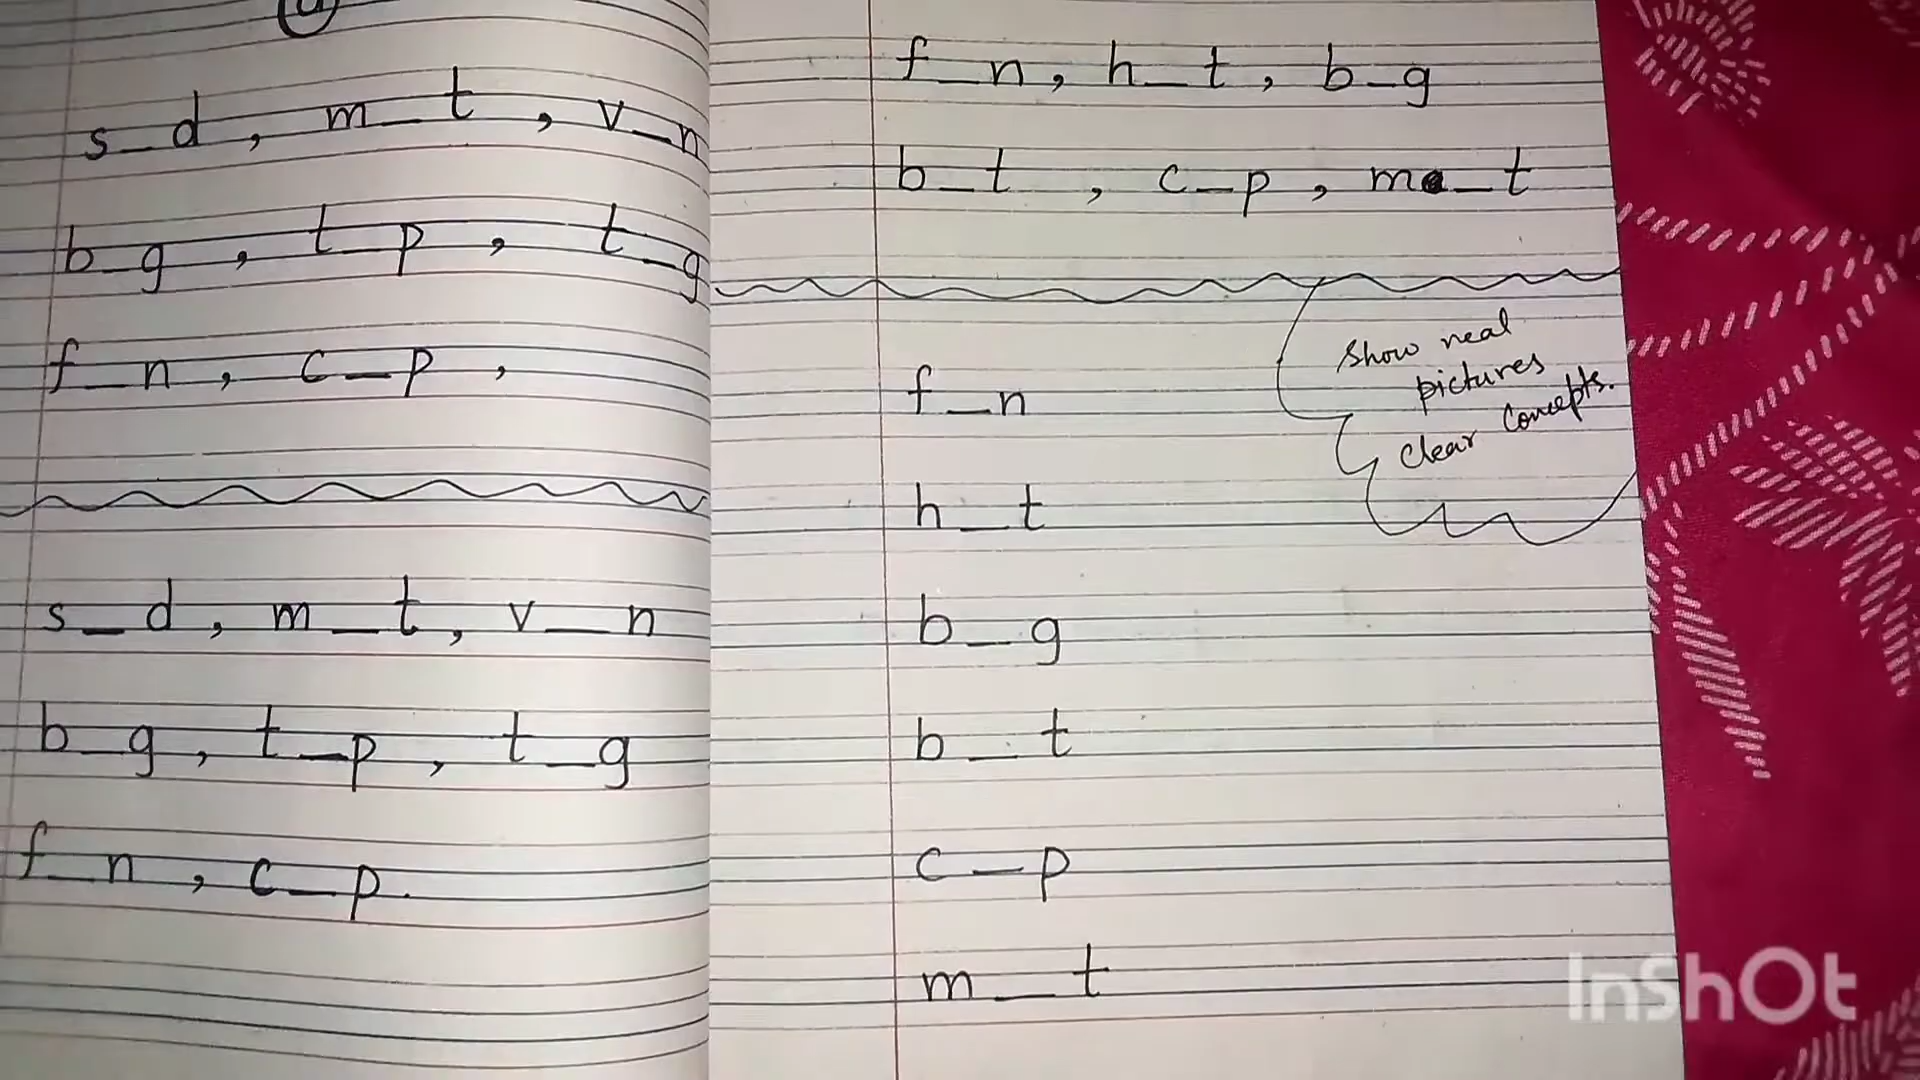 s_d, m_t, v_n
b_g, t_p, t_g
f_n, c_p,
s_d, m_t, v_n
b_g, t_p, t_g
f_n, c_p.
f_n, h_t, b_g
b_t, c_p, m_t
Show real
pictures
clear concepts.
f_n
h_t
b_g
b_t
c_p
m_t
InShOt